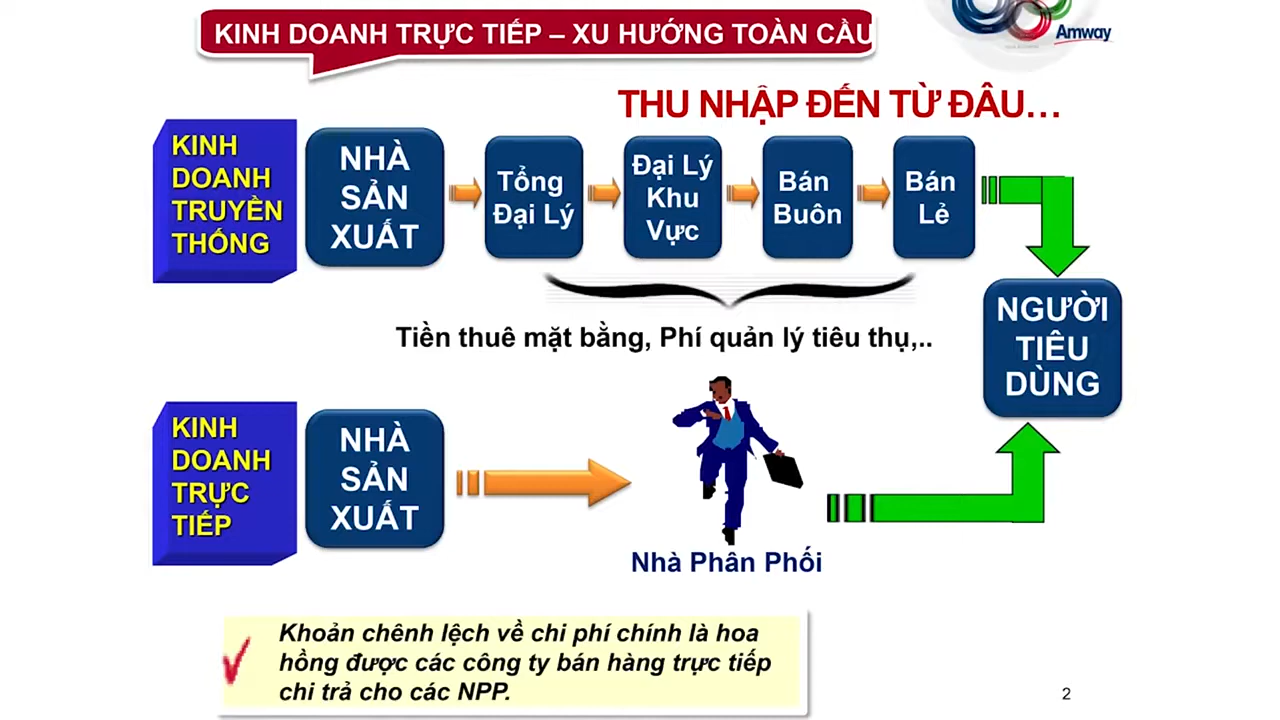 KINH DOANH TRỰC TIẾP – XU HƯỚNG TOÀN CẦU
Amway
THU NHẬP ĐẾN TỪ ĐÂU…
KINH
DOANH
TRUYỀN
THỐNG
NHÀ
SẢN
XUẤT
Tổng
Đại Lý
Đại Lý
Khu
Vực
Bán
Buôn
Bán
Lẻ
Tiền thuê mặt bằng, Phí quản lý tiêu thụ,..
NGƯỜI
TIÊU
DÙNG
KINH
DOANH
TRỰC
TIẾP
NHÀ
SẢN
XUẤT
Nhà Phân Phối
Khoản chênh lệch về chi phí chính là hoa
hồng được các công ty bán hàng trực tiếp
chi trả cho các NPP.
2